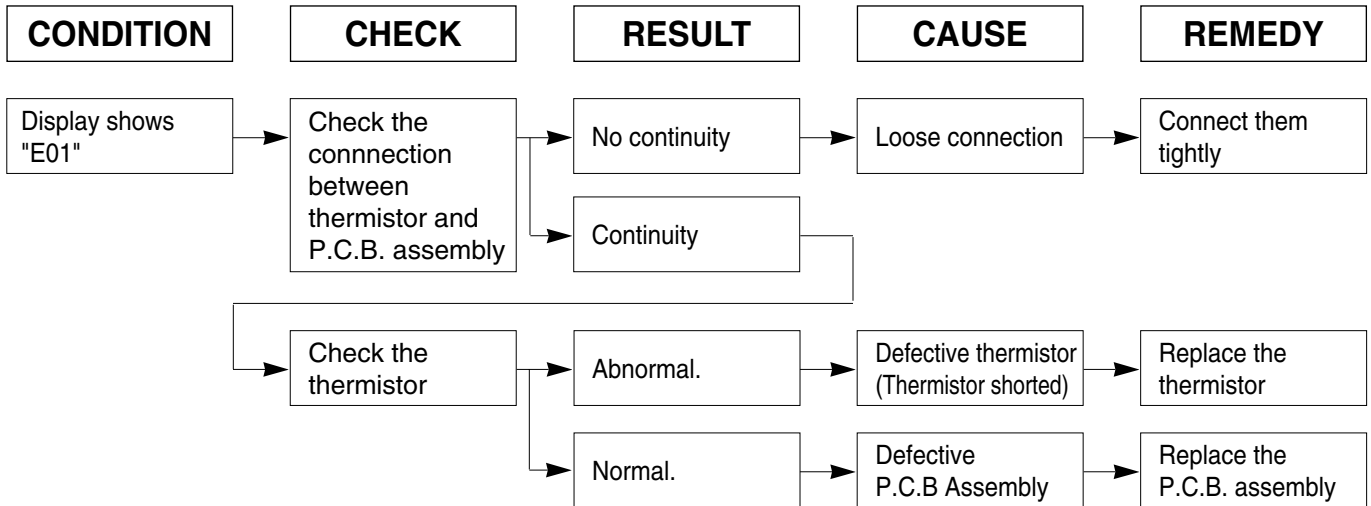 CONDITION
CHECK
RESULT
CAUSE
REMEDY
Display shows
"E01"
Check the
connnection
between
thermistor and
P.C.B. assembly
No continuity
Loose connection
Connect them
tightly
Continuity
Check the
thermistor
Abnormal.
Defective thermistor
(Thermistor shorted)
Replace the
thermistor
Normal.
Defective
P.C.B Assembly
Replace the
P.C.B. assembly